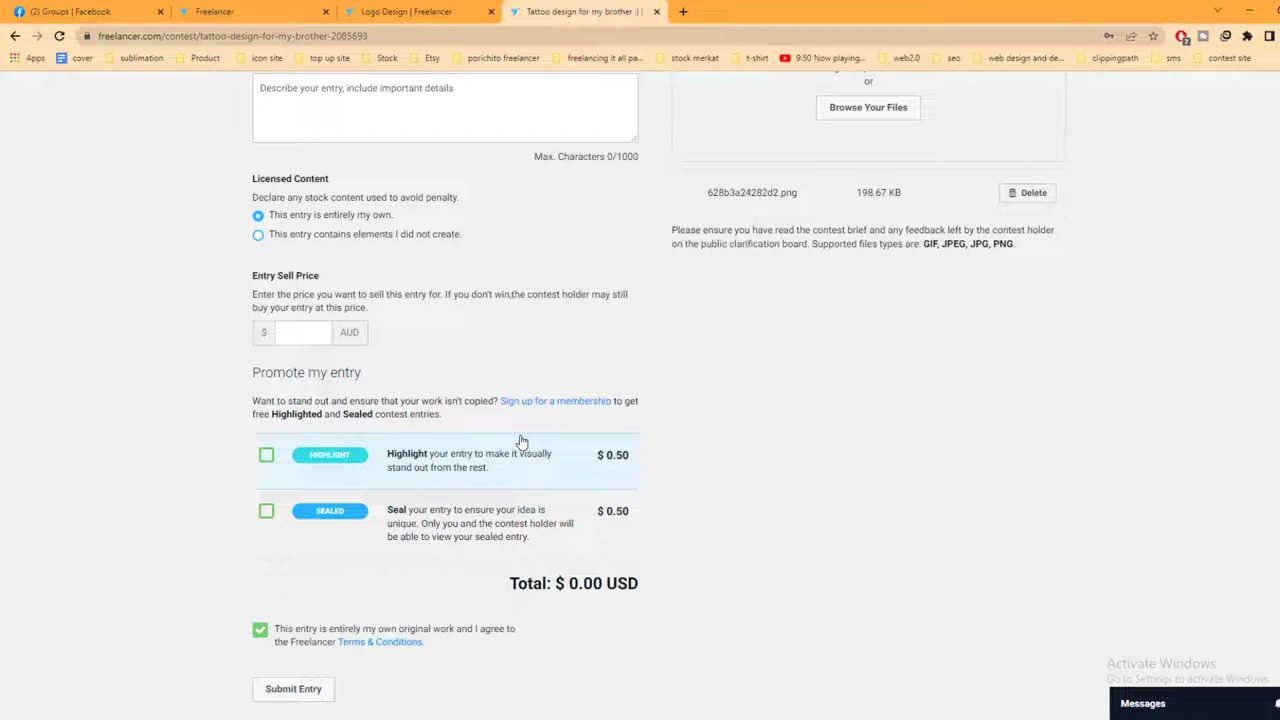 (2) Groups | Facebook
Freelancer
Logo Design | Freelancer
Tattoo design for my brother :) |
freelancer.com/contest/tattoo-design-for-my-brother-2085693
Apps
cover
sublimation
Product
icon site
top up site
Stock
Etsy
porichito freelancer
freelancing it all pa...
stock merkat
t-shirt
9:50 Now playing...
web2.0
seo
web design and de...
clippingpath
sms
contest site
or
Describe your entry, include important details
Browse Your Files
Max. Characters 0/1000
Licensed Content
628b3a24282d2.png 198.67 KB Delete
Declare any stock content used to avoid penalty.
This entry is entirely my own.
This entry contains elements I did not create.
Please ensure you have read the contest brief and any feedback left by the contest holder
on the public clarification board. Supported files types are: GIF, JPEG, JPG, PNG.
Entry Sell Price
Enter the price you want to sell this entry for. If you don't win,the contest holder may still
buy your entry at this price.
$ AUD
Promote my entry
Want to stand out and ensure that your work isn't copied? Sign up for a membership to get
free Highlighted and Sealed contest entries.
HIGHLIGHT
Highlight your entry to make it visually
stand out from the rest.
$ 0.50
SEALED
Seal your entry to ensure your idea is
unique. Only you and the contest holder will
be able to view your sealed entry.
$ 0.50
Total: $ 0.00 USD
This entry is entirely my own original work and I agree to
the Freelancer Terms & Conditions.
Submit Entry
Activate Windows
Go to Settings to activate Windows.
Messages